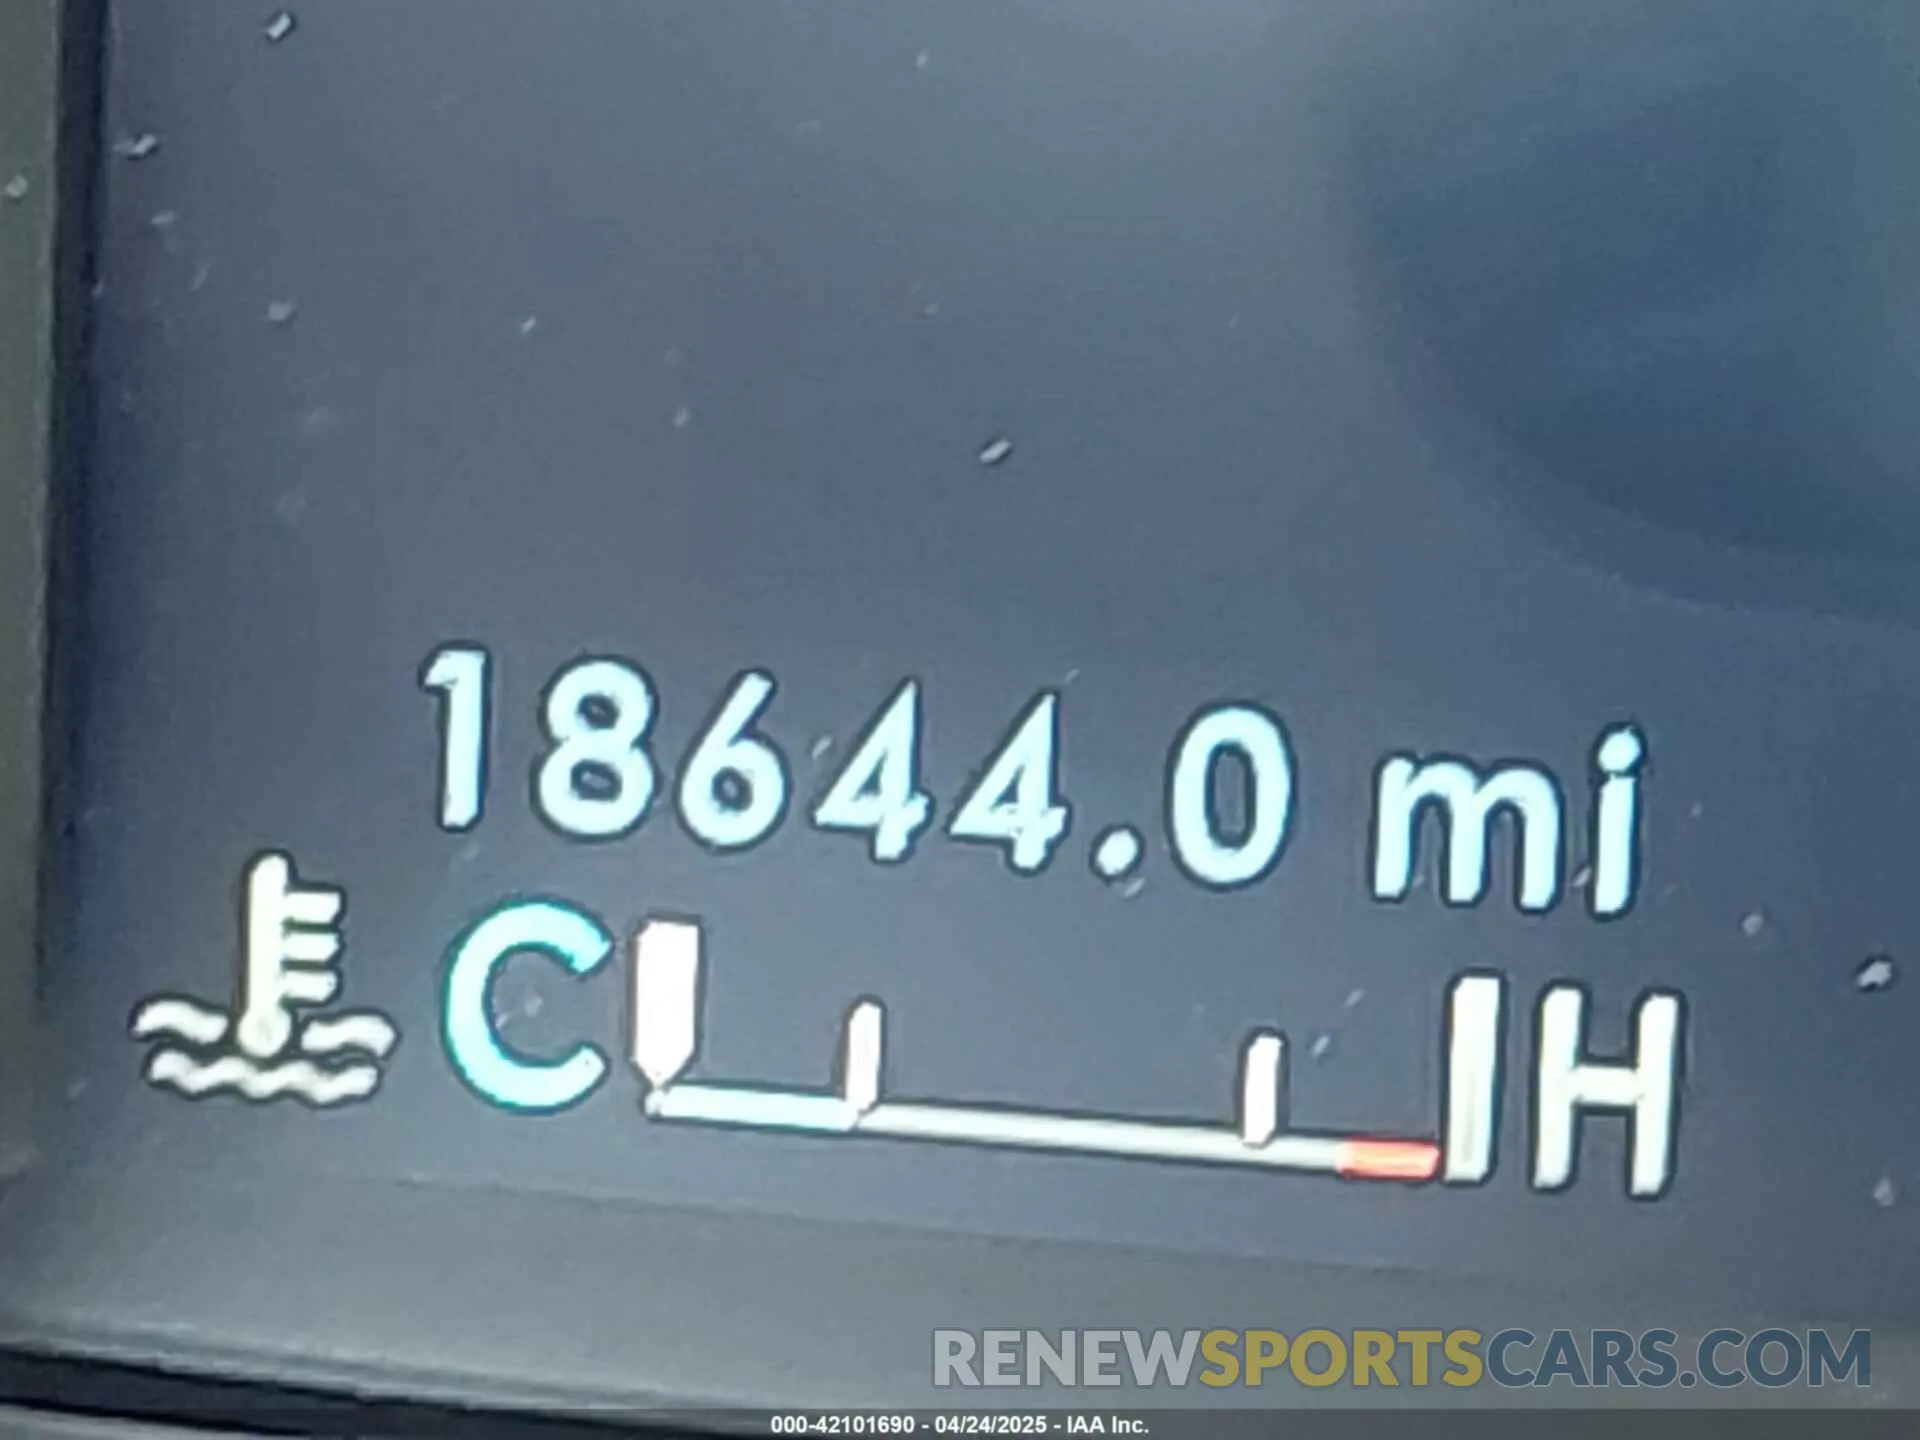 18644.0 mi
C H
RENEWSPORTSCARS.COM
000-42101690 - 04/24/2025 - IAA Inc.